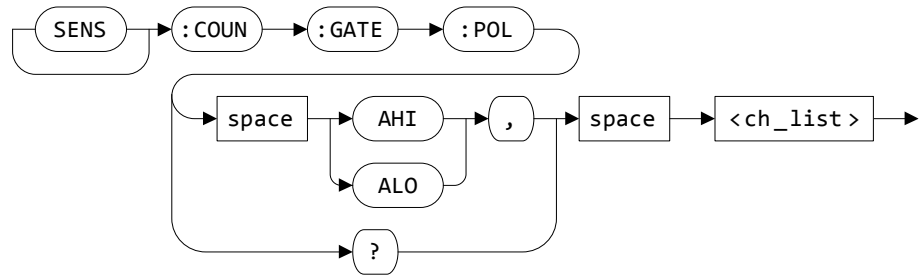 SENS :COUN :GATE :POL
space AHI , space <ch_list>
ALO
?